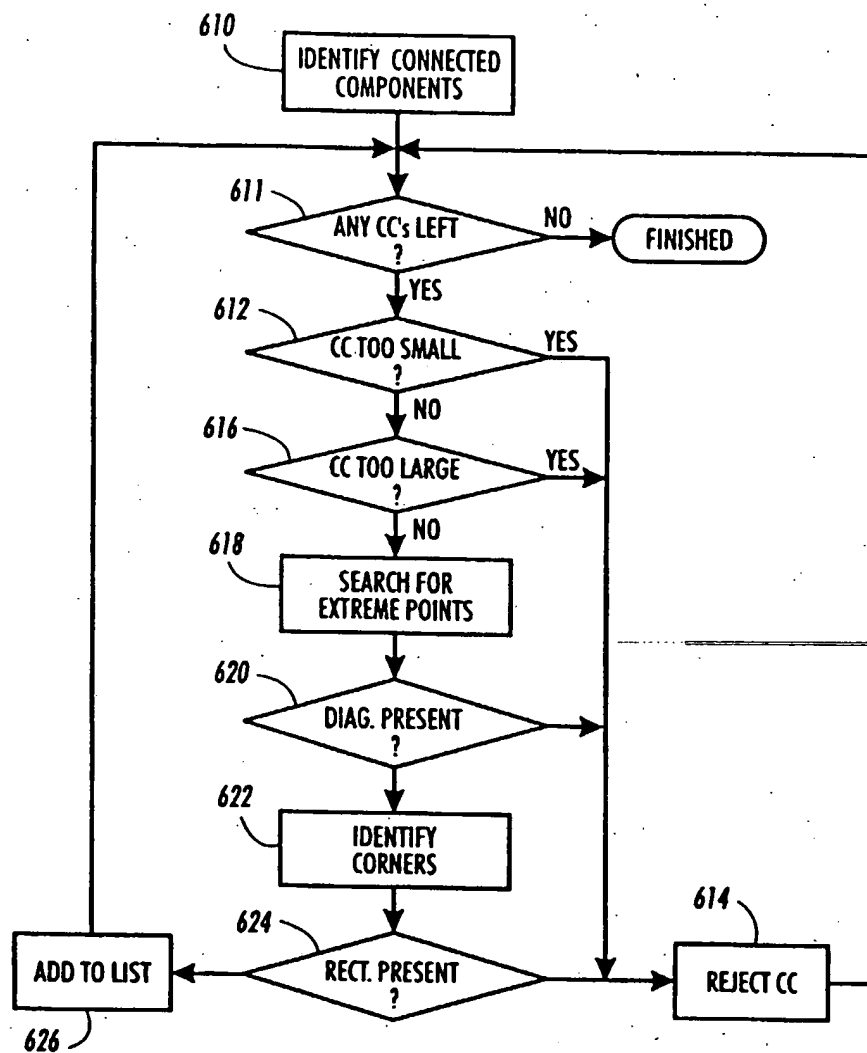 610
IDENTIFY CONNECTED
COMPONENTS
611
ANY CC's LEFT
?
NO
FINISHED
YES
612
CC TOO SMALL
?
YES
NO
616
CC TOO LARGE
?
YES
NO
618
SEARCH FOR
EXTREME POINTS
620
DIAG. PRESENT
?
622
IDENTIFY
CORNERS
624
RECT. PRESENT
?
614
REJECT CC
ADD TO LIST
626